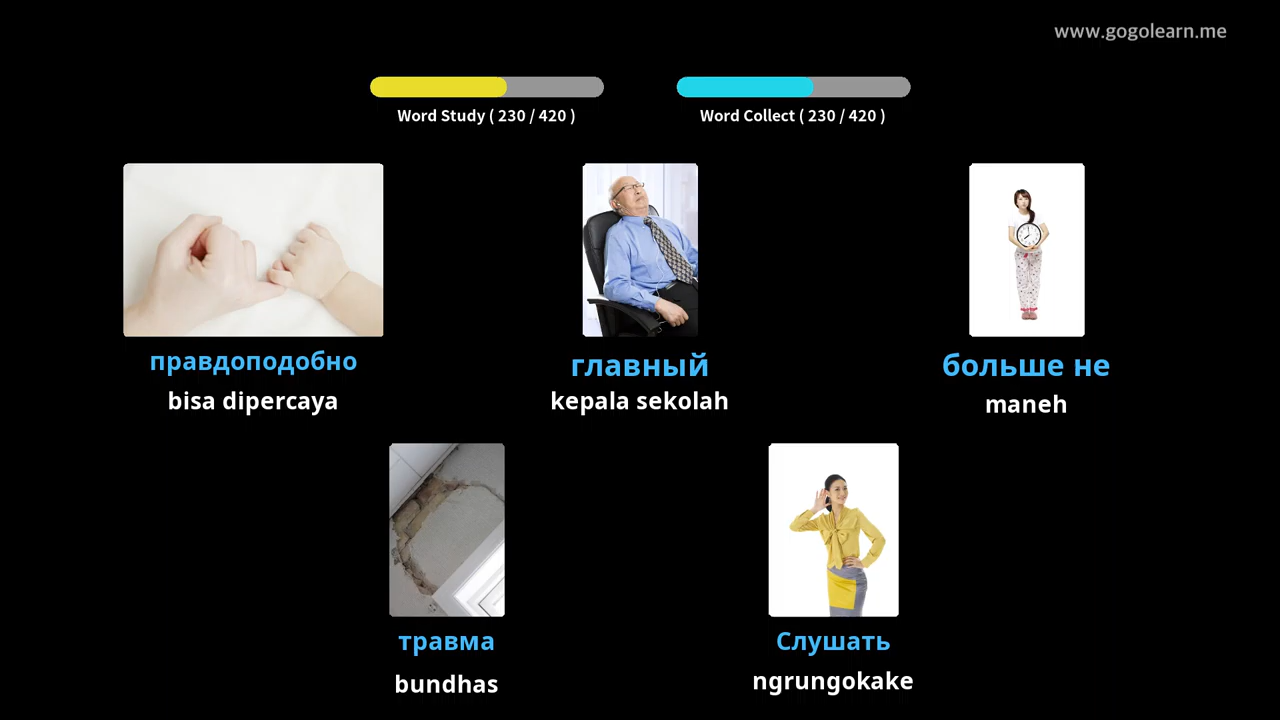 www.gogolearn.me
Word Study ( 230 / 420 )
Word Collect ( 230 / 420 )
правдоподобно
bisa dipercaya
главный
kepala sekolah
больше не
maneh
травма
bundhas
Слушать
ngrungokake